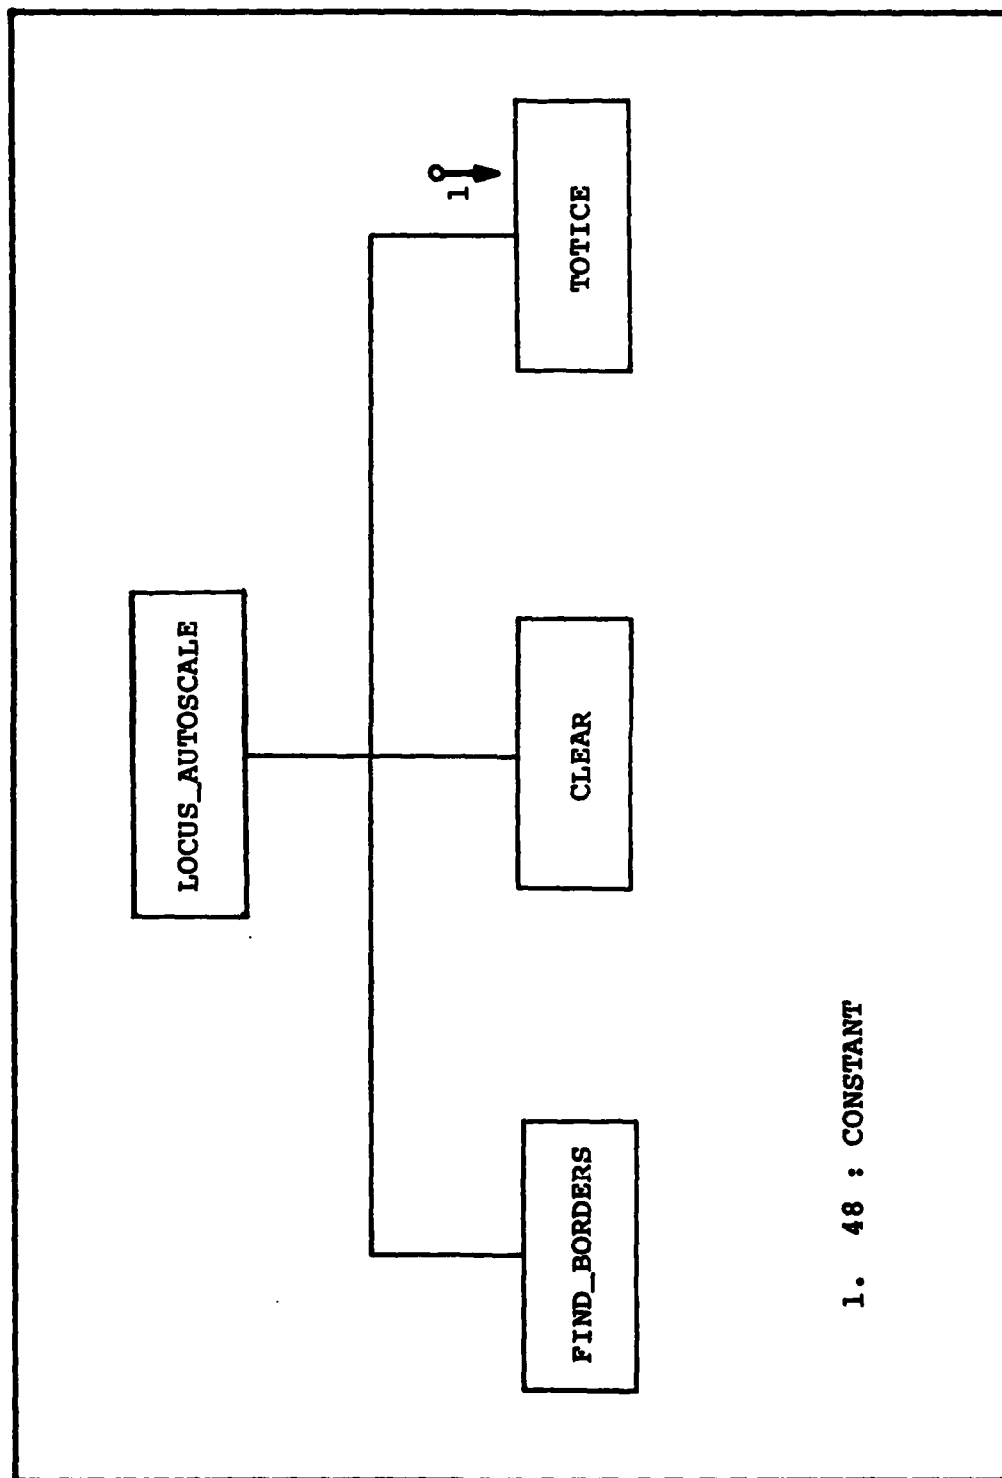 LOCUS_AUTOSCALE
1
FIND_BORDERS
CLEAR
TOTICE
1. 48 : CONSTANT